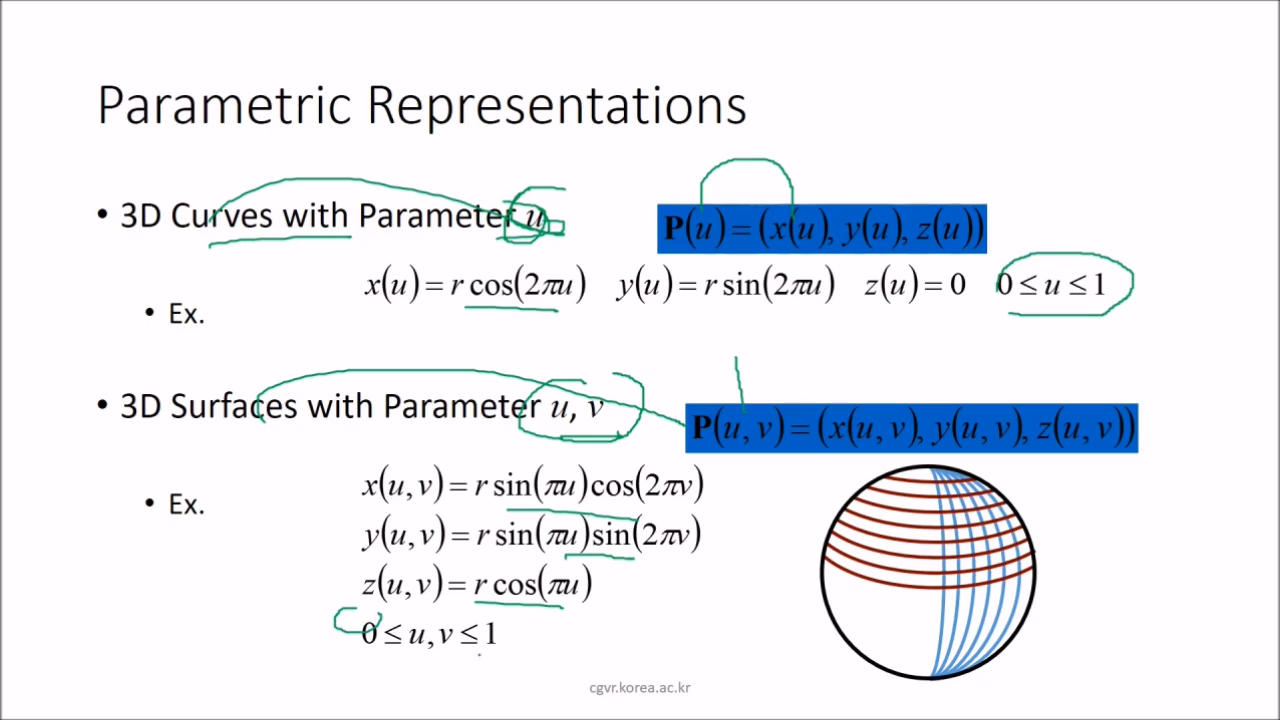 Parametric Representations
• 3D Curves with Parameter u
P(u) = (x(u), y(u), z(u))
x(u) = r cos(2πu) y(u) = r sin(2πu) z(u) = 0 0 ≤ u ≤ 1
• Ex.
• 3D Surfaces with Parameter u, v
P(u, v) = (x(u, v), y(u, v), z(u, v))
x(u, v) = r sin(πu)cos(2πv)
• Ex.
y(u, v) = r sin(πu)sin(2πv)
z(u, v) = r cos(πu)
0 ≤ u, v ≤ 1
cgvr.korea.ac.kr